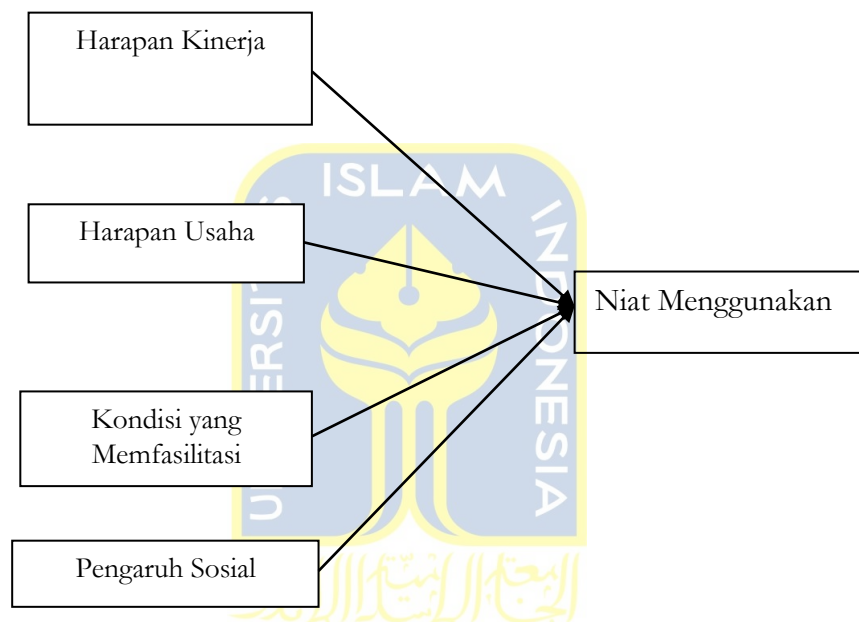 Harapan Kinerja
ISLAM
Harapan Usaha
INDONESIA
Niat Menggunakan
Kondisi yang
Memfasilitasi
Pengaruh Sosial